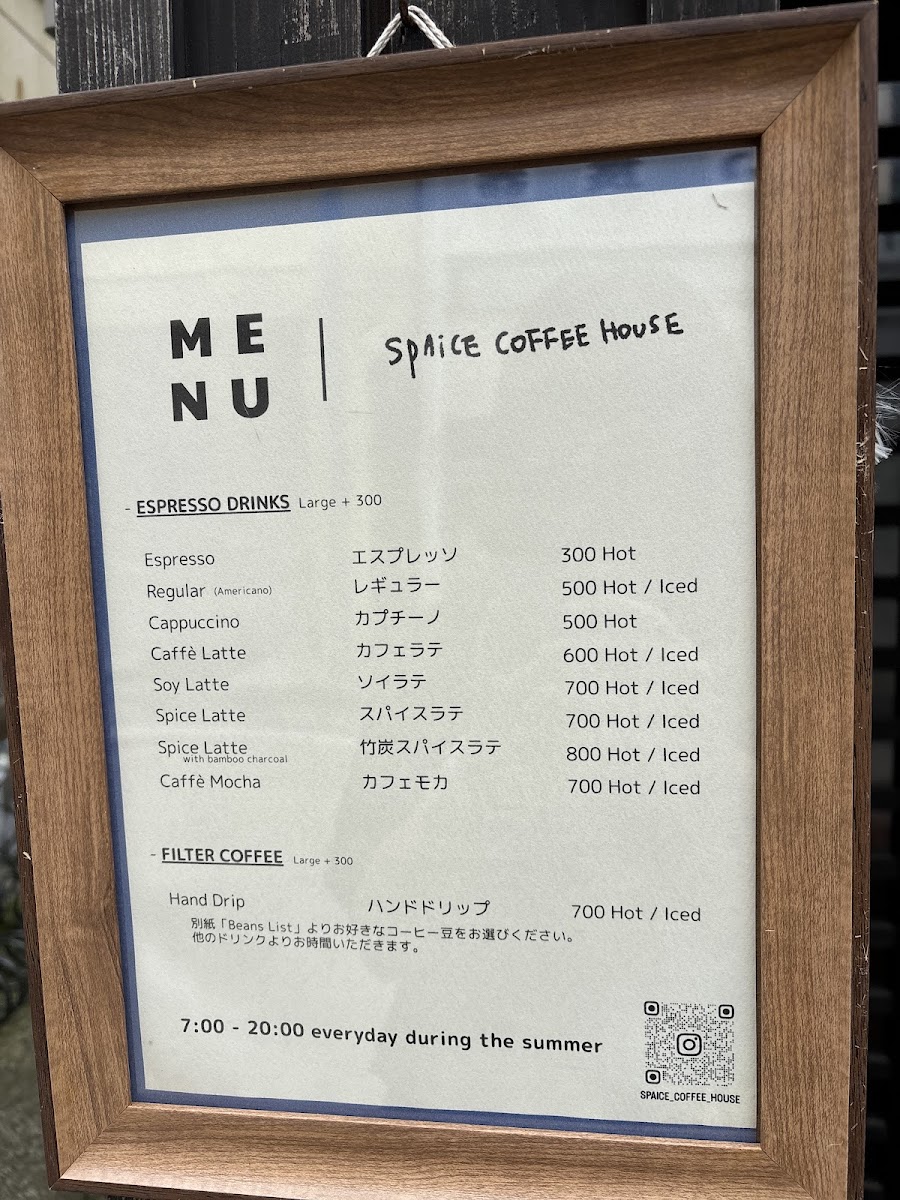 ME
NU
SPAiCE COFFEE HOUSE
- ESPRESSO DRINKS Large + 300
Espresso エスプレッソ 300 Hot
Regular (Americano) レギュラー 500 Hot / Iced
Cappuccino カプチーノ 500 Hot
Caffè Latte カフェラテ 600 Hot / Iced
Soy Latte ソイラテ 700 Hot / Iced
Spice Latte スパイスラテ 700 Hot / Iced
Spice Latte 竹炭スパイスラテ 800 Hot / Iced
with bamboo charcoal
Caffè Mocha カフェモカ 700 Hot / Iced
- FILTER COFFEE Large + 300
Hand Drip ハンドドリップ 700 Hot / Iced
別紙「Beans List」よりお好きなコーヒー豆をお選びください。
他のドリンクよりお時間いただきます。
7:00 - 20:00 everyday during the summer
SPAICE_COFFEE_HOUSE